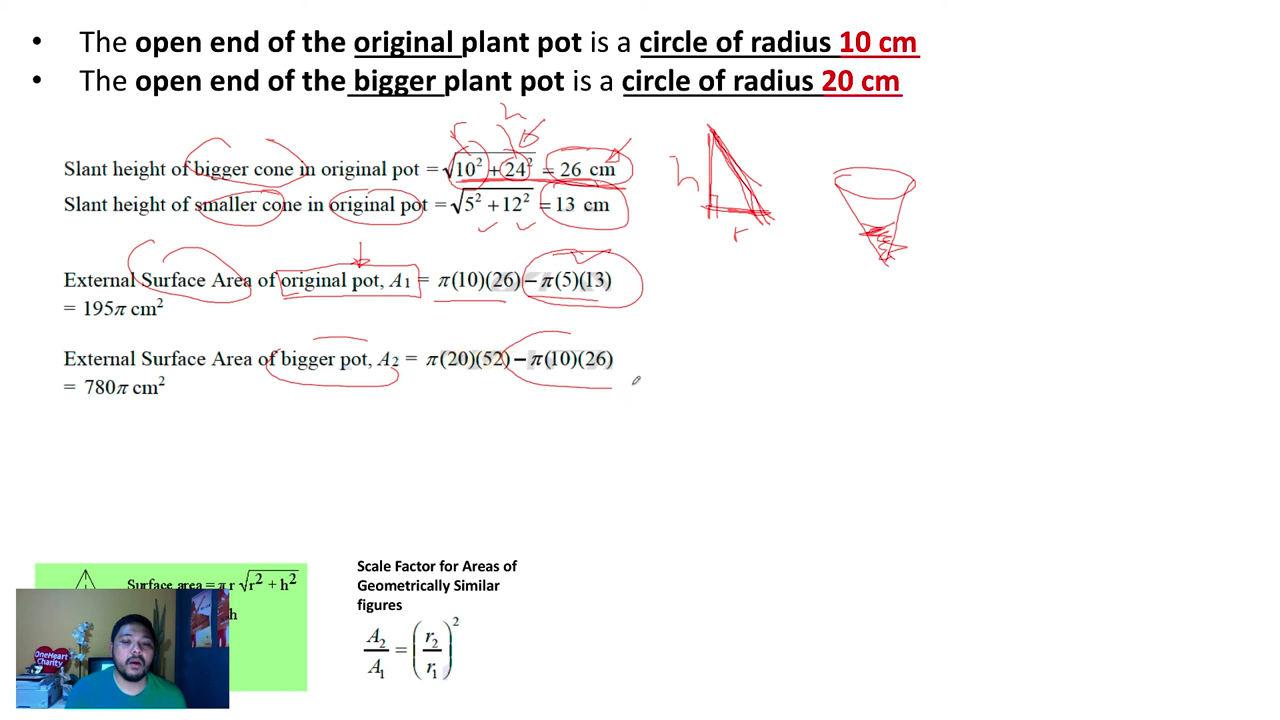 • The open end of the original plant pot is a circle of radius 10 cm
• The open end of the bigger plant pot is a circle of radius 20 cm
h
r
Slant height of bigger cone in original pot = √10² + 24² = 26 cm
Slant height of smaller cone in original pot = √5² + 12² = 13 cm
h
r
External Surface Area of original pot, A₁ = π(10)(26) − π(5)(13)
= 195π cm²
External Surface Area of bigger pot, A₂ = π(20)(52) − π(10)(26)
= 780π cm²
Surface area = π r √r² + h²
h
OneHeart
Charity
Scale Factor for Areas of
Geometrically Similar
figures
A₂/A₁ = (r₂/r₁)²